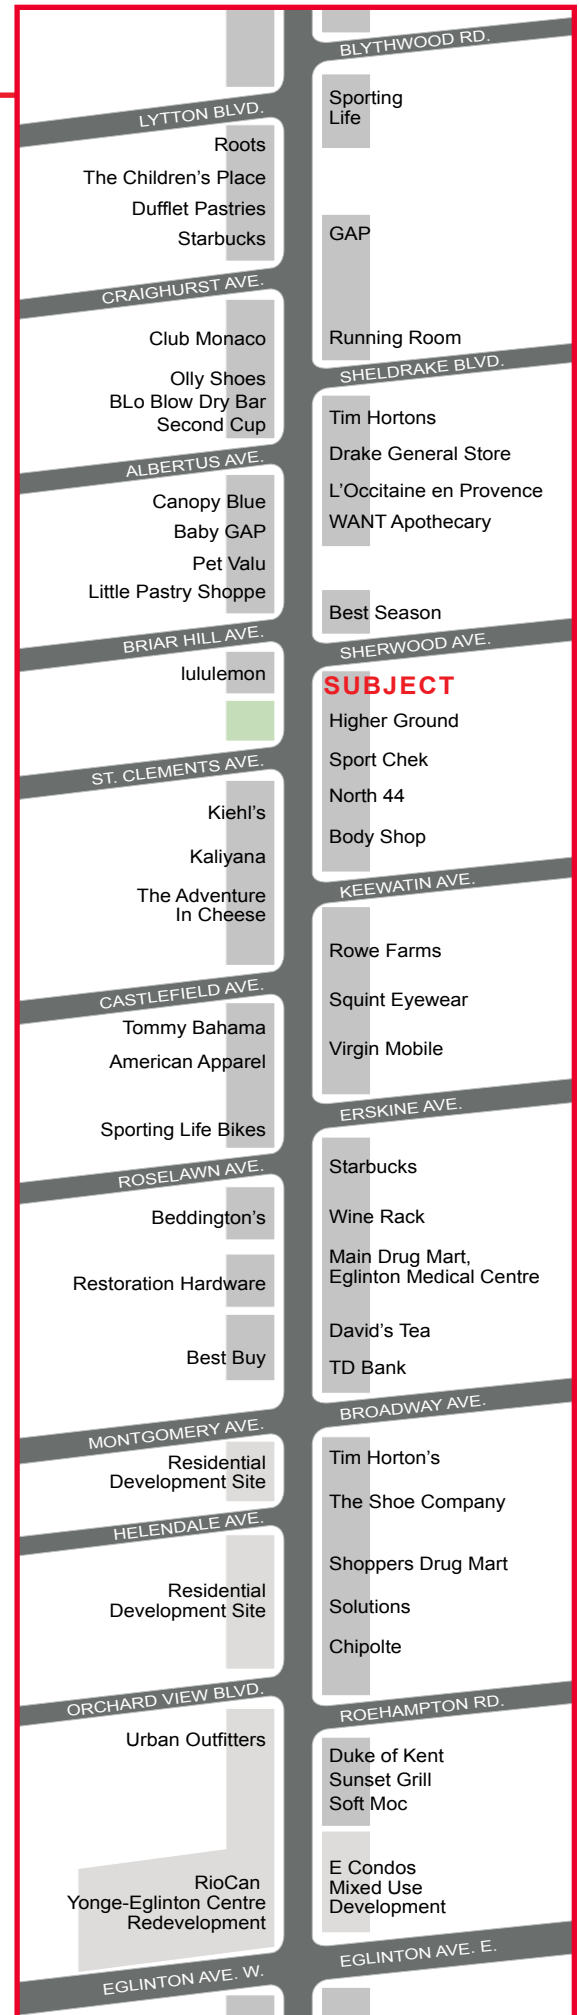 BLYTHWOOD RD.
Sporting
Life
LYTTON BLVD.
Roots
The Children's Place
Dufflet Pastries
Starbucks
GAP
CRAIGHURST AVE.
Club Monaco
Running Room
SHELDRAKE BLVD.
Olly Shoes
BLo Blow Dry Bar
Second Cup
Tim Hortons
Drake General Store
ALBERTUS AVE.
L'Occitaine en Provence
Canopy Blue
WANT Apothecary
Baby GAP
Pet Valu
Little Pastry Shoppe
Best Season
BRIAR HILL AVE.
SHERWOOD AVE.
lululemon
SUBJECT
Higher Ground
Sport Chek
ST. CLEMENTS AVE.
North 44
Kiehl's
Body Shop
Kaliyana
KEEWATIN AVE.
The Adventure
In Cheese
Rowe Farms
CASTLEFIELD AVE.
Squint Eyewear
Tommy Bahama
Virgin Mobile
American Apparel
ERSKINE AVE.
Sporting Life Bikes
ROSELAWN AVE.
Starbucks
Beddington's
Wine Rack
Main Drug Mart,
Eglinton Medical Centre
Restoration Hardware
David's Tea
Best Buy
TD Bank
BROADWAY AVE.
MONTGOMERY AVE.
Residential
Development Site
Tim Horton's
The Shoe Company
HELENDALE AVE.
Shoppers Drug Mart
Residential
Development Site
Solutions
Chipolte
ORCHARD VIEW BLVD.
ROEHAMPTON RD.
Urban Outfitters
Duke of Kent
Sunset Grill
Soft Moc
E Condos
Mixed Use
Development
RioCan
Yonge-Eglinton Centre
Redevelopment
EGLINTON AVE. E.
EGLINTON AVE. W.